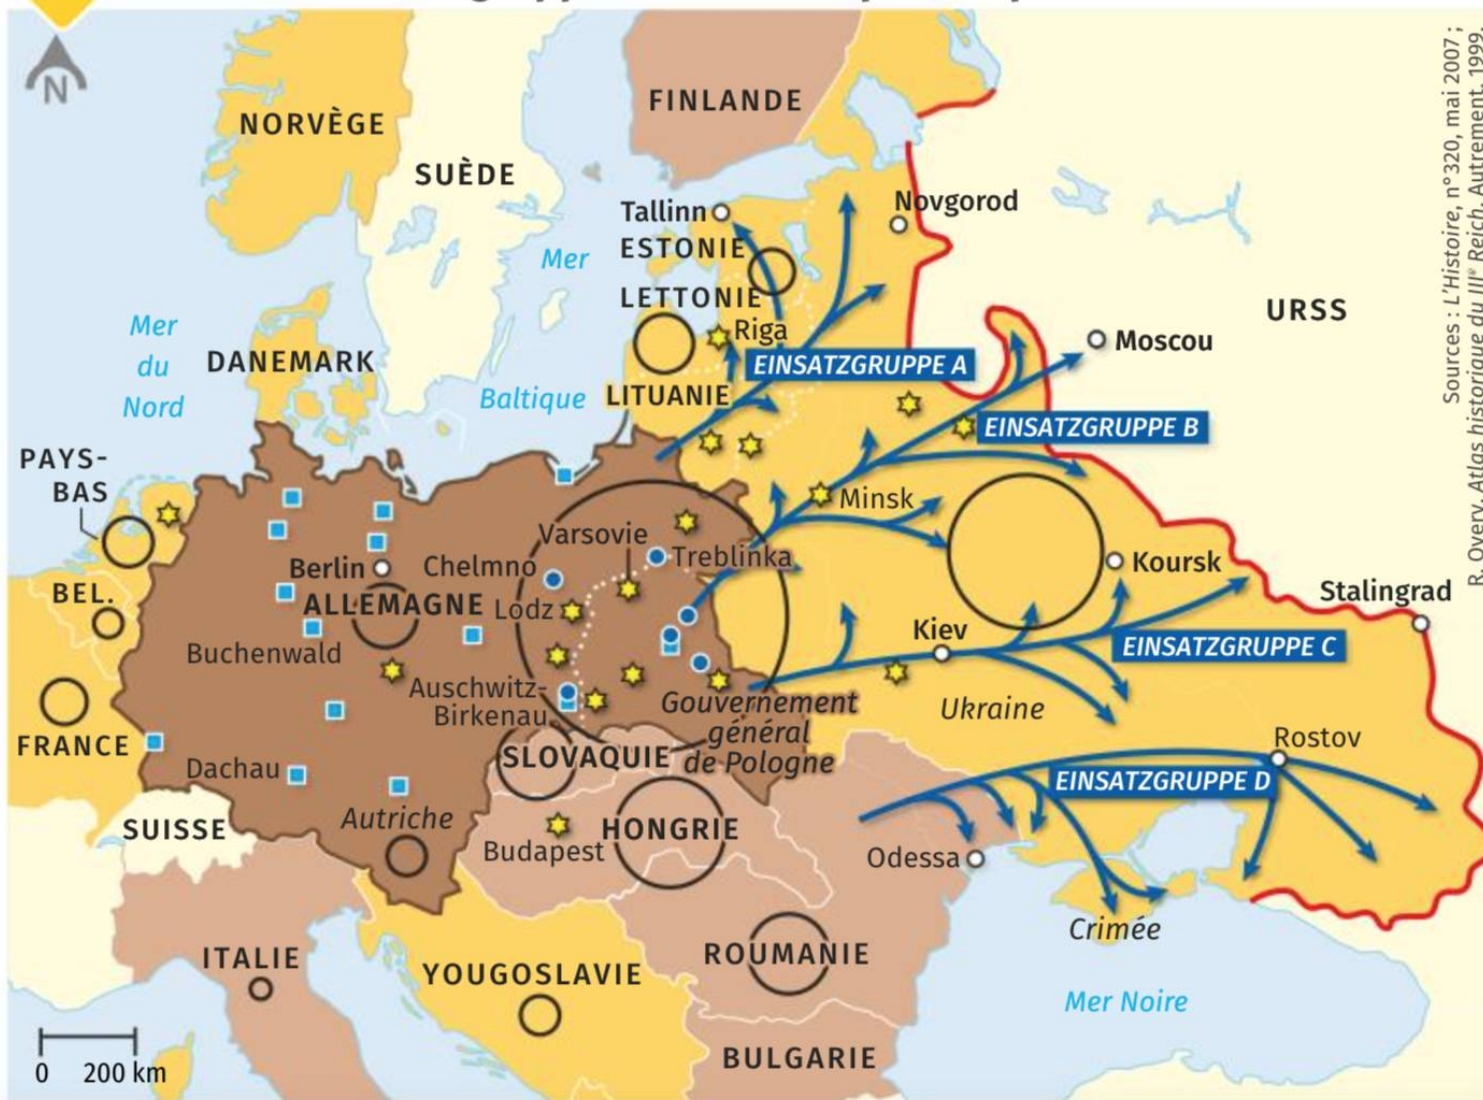 N
NORVÈGE
SUÈDE
FINLANDE
Tallinn
ESTONIE
Novgorod
LETTONIE
Riga
URSS
Mer
Baltique
Mer
du
Nord
DANEMARK
LITUANIE
EINSATZGRUPPE A
Moscou
EINSATZGRUPPE B
PAYS-
BAS
Minsk
Varsovie
Treblinka
Berlin
Chelmno
BEL.
ALLEMAGNE
Lodz
Koursk
Stalingrad
Buchenwald
Kiev
EINSATZGRUPPE C
Auschwitz-
Birkenau
Gouvernement
général
de Pologne
Ukraine
FRANCE
SLOVAQUIE
Dachau
Rostov
EINSATZGRUPPE D
SUISSE
Autriche
HONGRIE
Budapest
Odessa
Crimée
ITALIE
YOUGOSLAVIE
ROUMANIE
Mer Noire
BULGARIE
0 200 km
Sources : L'Histoire, n°320, mai 2007 ;
R. Overy, Atlas historique du IIIe Reich, Autrement, 1999.